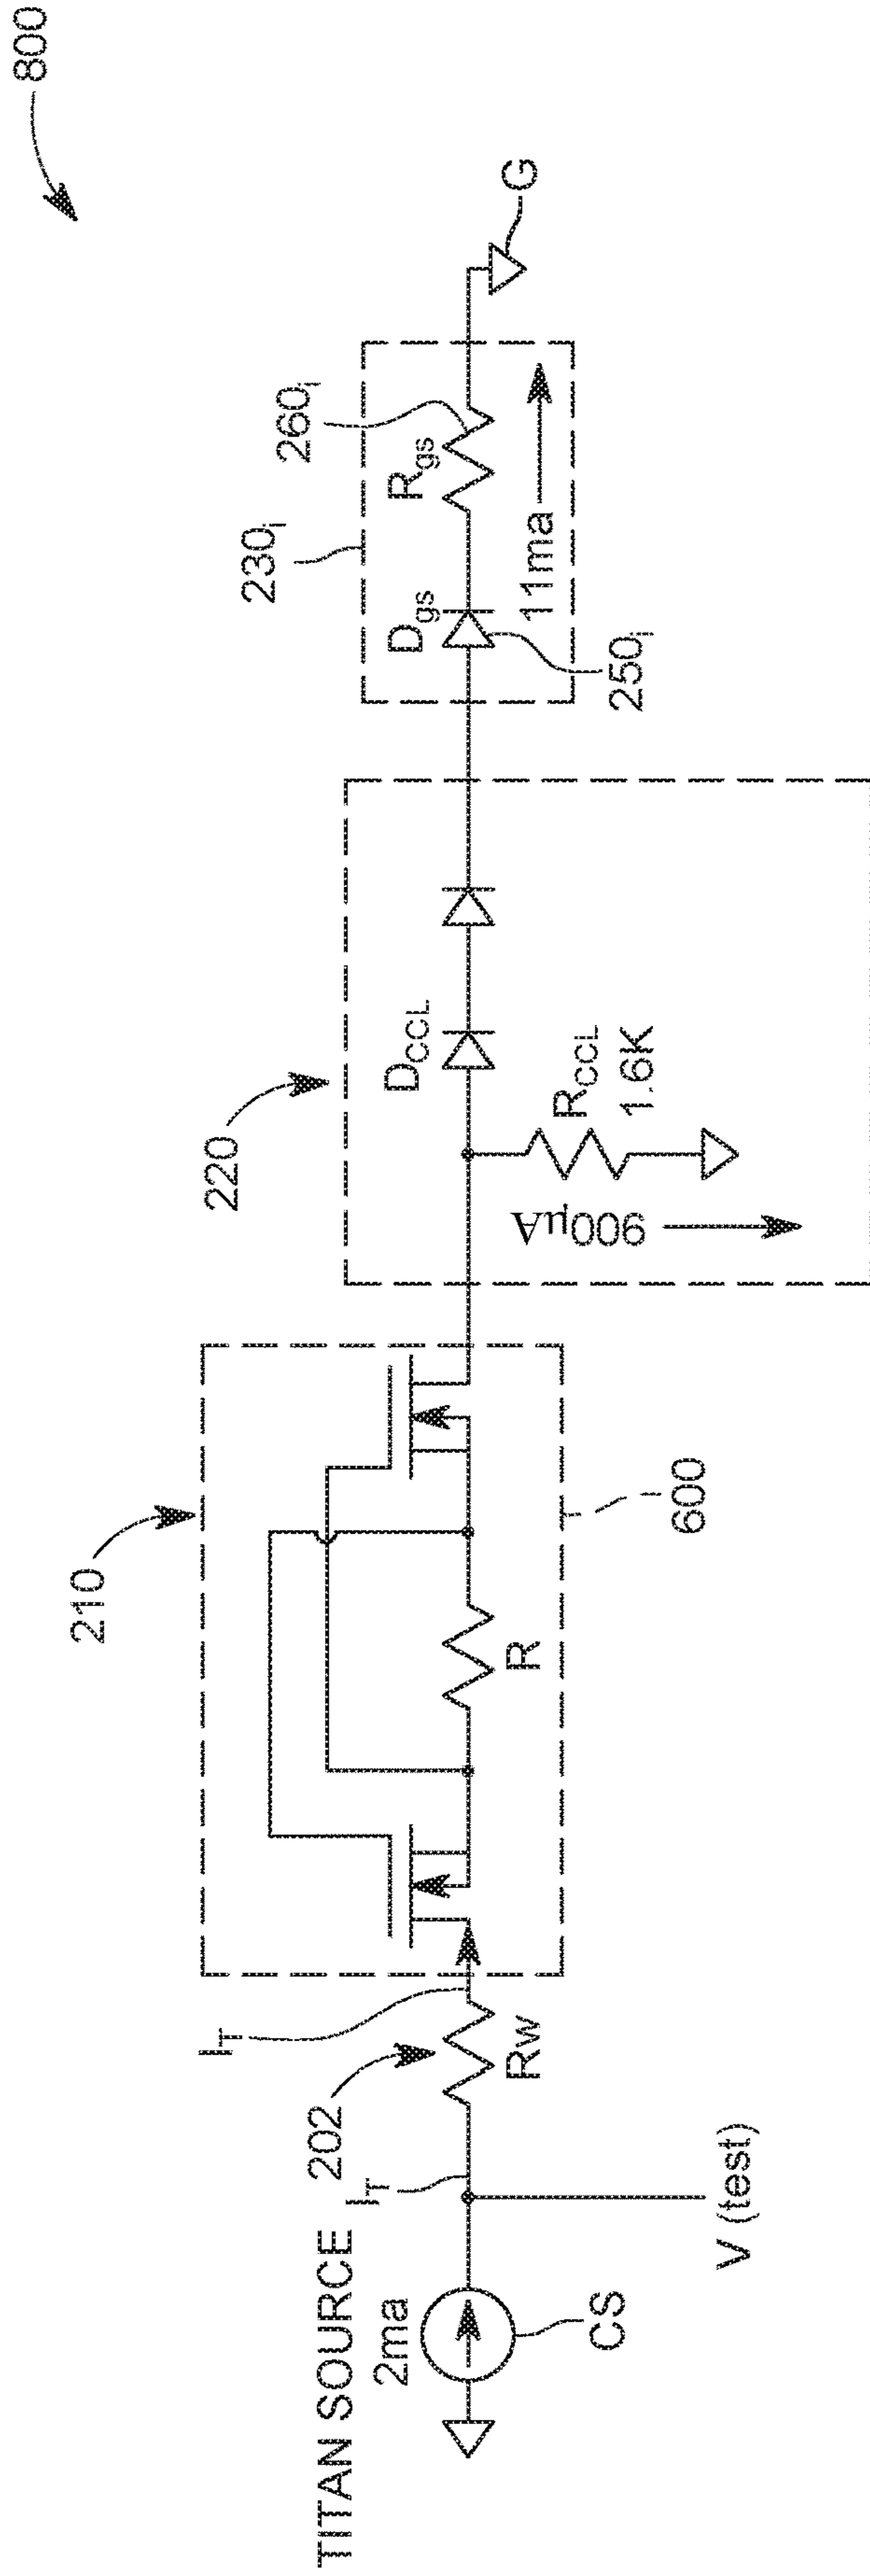 800
210
220
230i
260i
TITAN SOURCE
2ma
CS
V (test)
IT
202
RW
IT
R
600
DCCL
RCCL
1.6K
900µA
Dgs
Rgs
250i
11ma
G